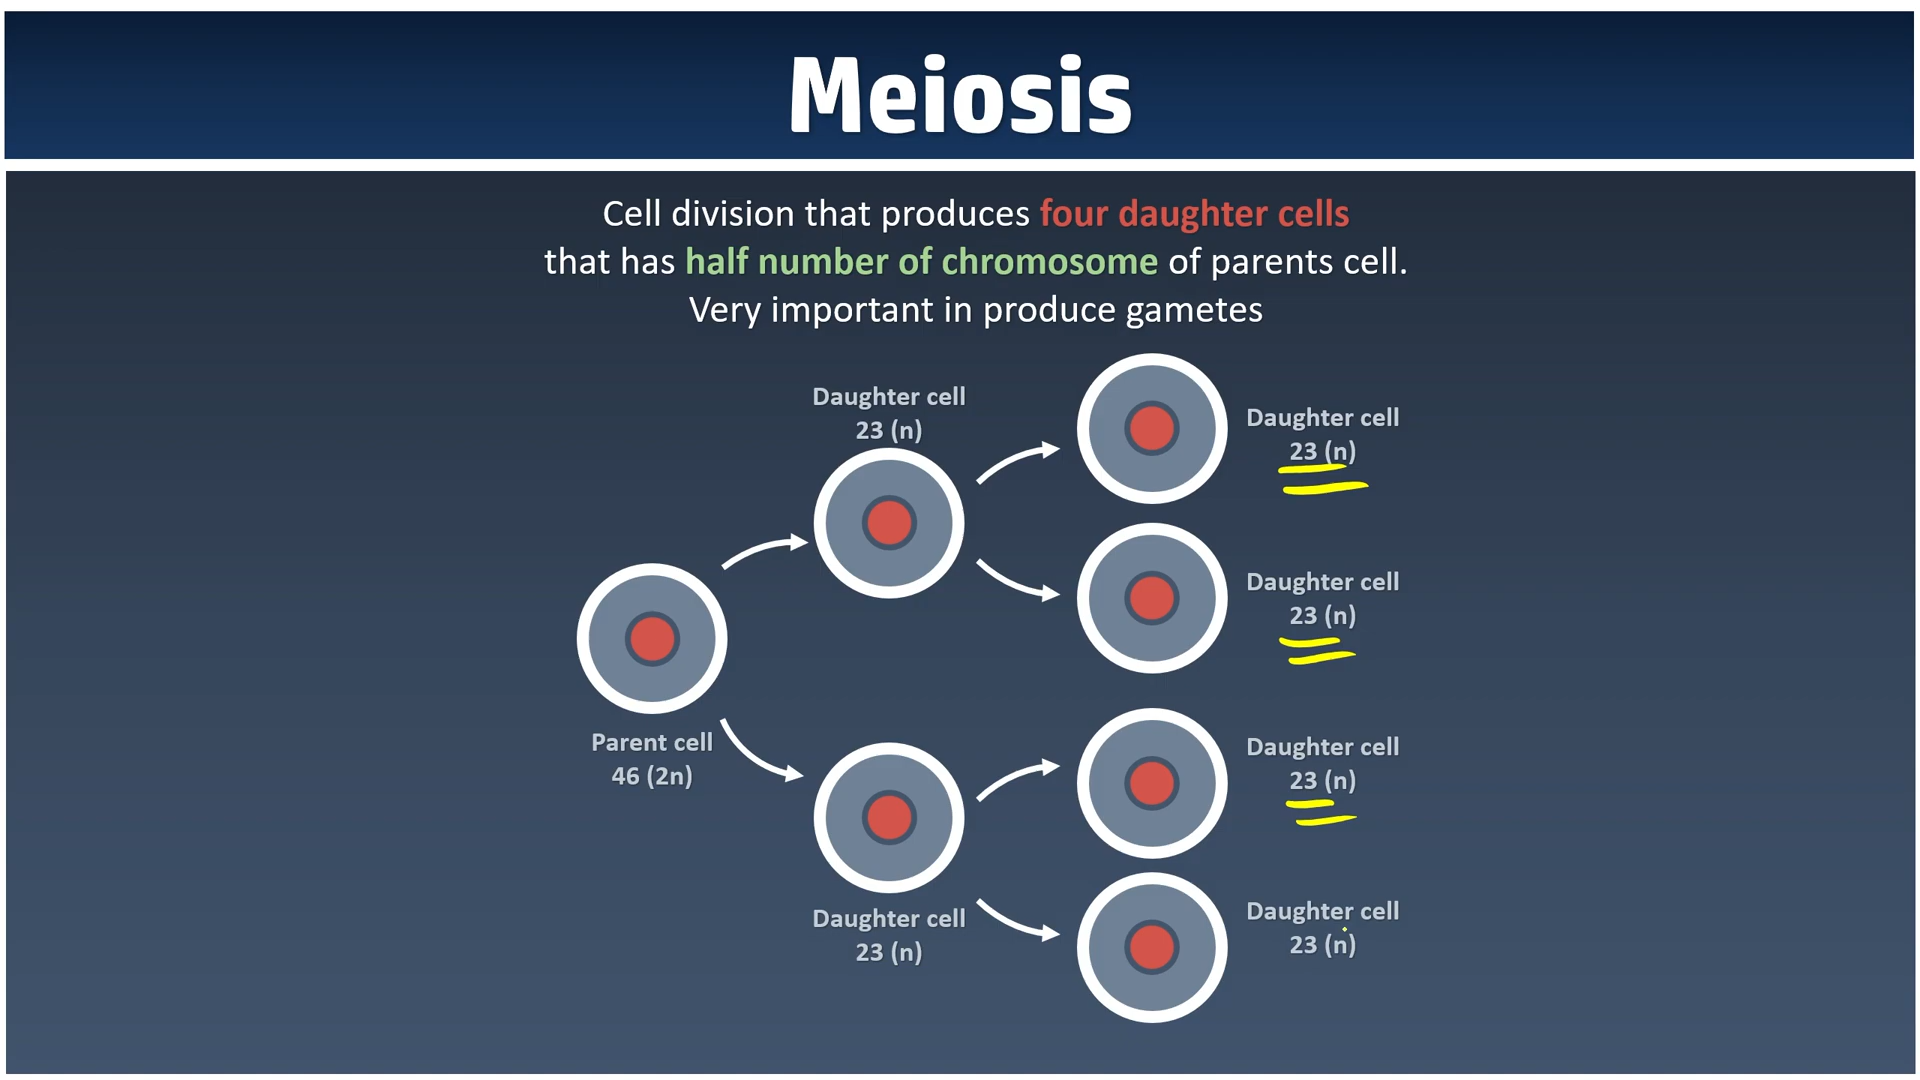 Meiosis
Cell division that produces four daughter cells
that has half number of chromosome of parents cell.
Very important in produce gametes
Daughter cell
23 (n)
Daughter cell
23 (n)
Daughter cell
23 (n)
Parent cell
46 (2n)
Daughter cell
23 (n)
Daughter cell
23 (n)
Daughter cell
23 (n)